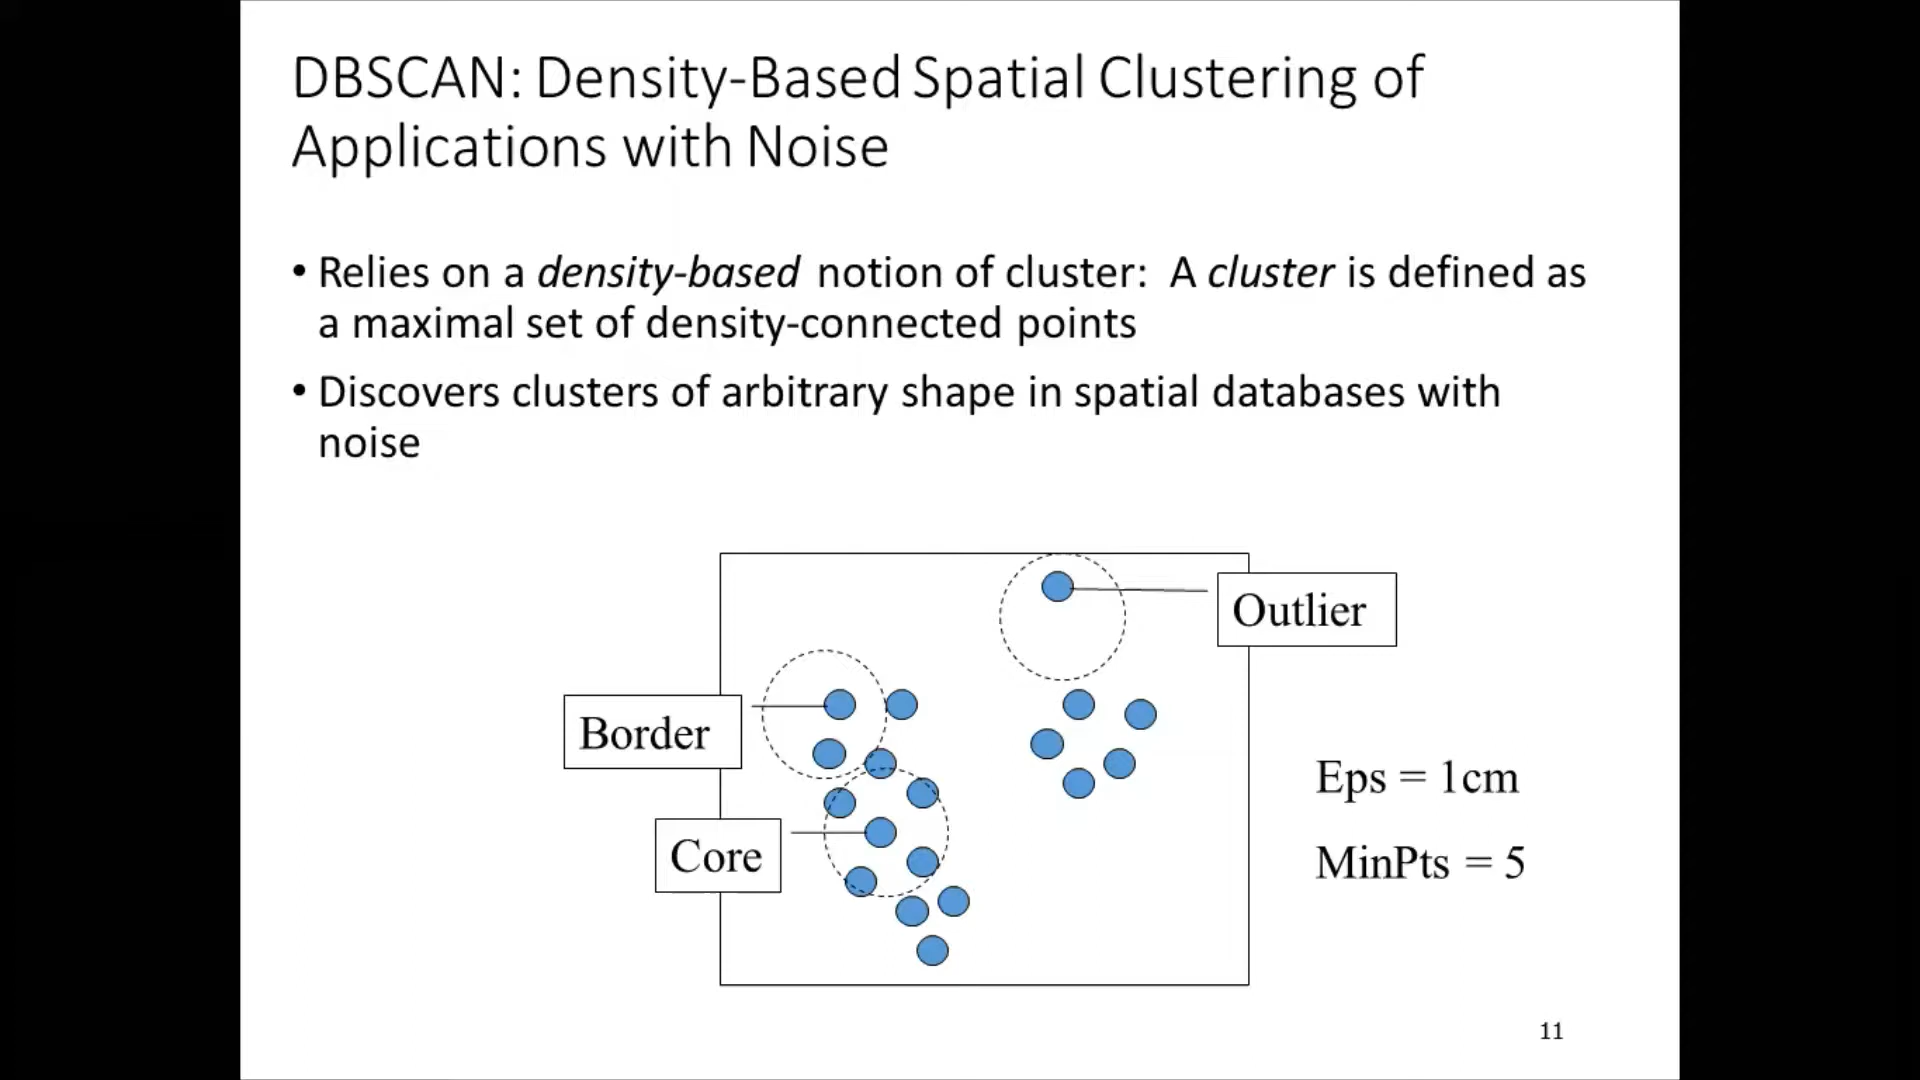 DBSCAN: Density-Based Spatial Clustering of
Applications with Noise
• Relies on a density-based notion of cluster: A cluster is defined as
a maximal set of density-connected points
• Discovers clusters of arbitrary shape in spatial databases with
noise
Outlier
Border
Core
Eps = 1cm
MinPts = 5
11